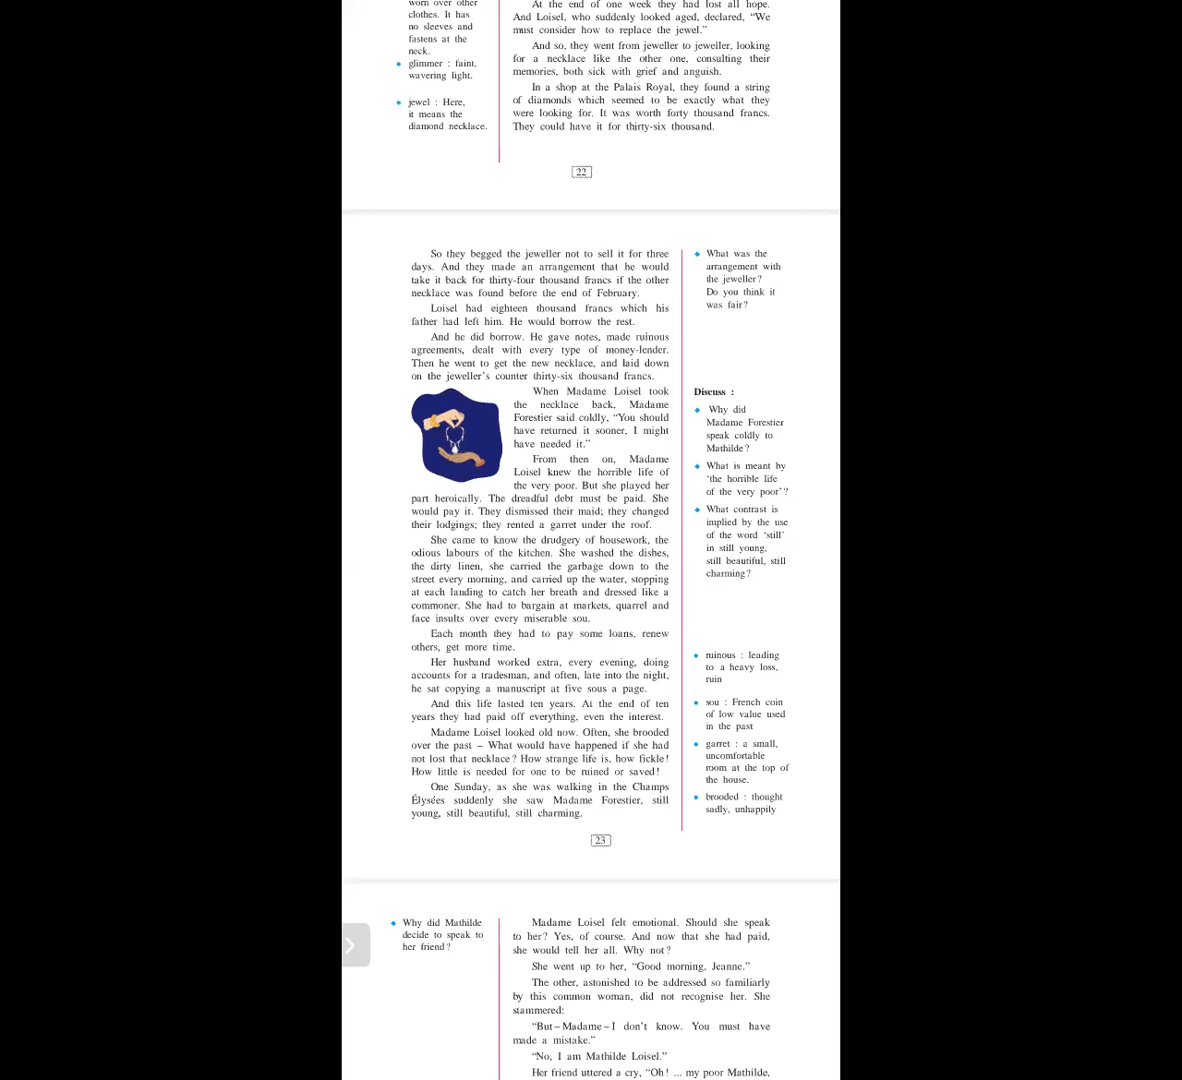 worn over other
clothes. It has
no sleeves and
fastens at the
neck.
glimmer : faint,
wavering light.
jewel : Here,
it means the
diamond necklace.
At the end of one week they had lost all hope.
And Loisel, who suddenly looked aged, declared, “We
must consider how to replace the jewel.”
And so, they went from jeweller to jeweller, looking
for a necklace like the other one, consulting their
memories, both sick with grief and anguish.
In a shop at the Palais Royal, they found a string
of diamonds which seemed to be exactly what they
were looking for. It was worth forty thousand francs.
They could have it for thirty-six thousand.
22
So they begged the jeweller not to sell it for three
days. And they made an arrangement that he would
take it back for thirty-four thousand francs if the other
necklace was found before the end of February.
Loisel had eighteen thousand francs which his
father had left him. He would borrow the rest.
And he did borrow. He gave notes, made ruinous
agreements, dealt with every type of money-lender.
Then he went to get the new necklace, and laid down
on the jeweller’s counter thirty-six thousand francs.
When Madame Loisel took
the necklace back, Madame
Forestier said coldly, “You should
have returned it sooner, I might
have needed it.”
From then on, Madame
Loisel knew the horrible life of
the very poor. But she played her
part heroically. The dreadful debt must be paid. She
would pay it. They dismissed their maid; they changed
their lodgings; they rented a garret under the roof.
She came to know the drudgery of housework, the
odious labours of the kitchen. She washed the dishes,
the dirty linen, she carried the garbage down to the
street every morning, and carried up the water, stopping
at each landing to catch her breath and dressed like a
commoner. She had to bargain at markets, quarrel and
face insults over every miserable sou.
Each month they had to pay some loans, renew
others, get more time.
Her husband worked extra, every evening, doing
accounts for a tradesman, and often, late into the night,
he sat copying a manuscript at five sous a page.
And this life lasted ten years. At the end of ten
years they had paid off everything, even the interest.
Madame Loisel looked old now. Often, she brooded
over the past – What would have happened if she had
not lost that necklace? How strange life is, how fickle!
How little is needed for one to be ruined or saved!
One Sunday, as she was walking in the Champs
Élysées suddenly she saw Madame Forestier, still
young, still beautiful, still charming.
What was the
arrangement with
the jeweller?
Do you think it
was fair?
Discuss :
Why did
Madame Forestier
speak coldly to
Mathilde?
What is meant by
‘the horrible life
of the very poor’?
What contrast is
implied by the use
of the word ‘still’
in still young,
still beautiful, still
charming?
ruinous : leading
to a heavy loss,
ruin
sou : French coin
of low value used
in the past
garret : a small,
uncomfortable
room at the top of
the house.
brooded : thought
sadly, unhappily
23
Why did Mathilde
decide to speak to
her friend?
Madame Loisel felt emotional. Should she speak
to her? Yes, of course. And now that she had paid,
she would tell her all. Why not?
She went up to her, “Good morning, Jeanne.”
The other, astonished to be addressed so familiarly
by this common woman, did not recognise her. She
stammered:
“But – Madame – I don’t know. You must have
made a mistake.”
“No, I am Mathilde Loisel.”
Her friend uttered a cry, “Oh! ... my poor Mathilde,